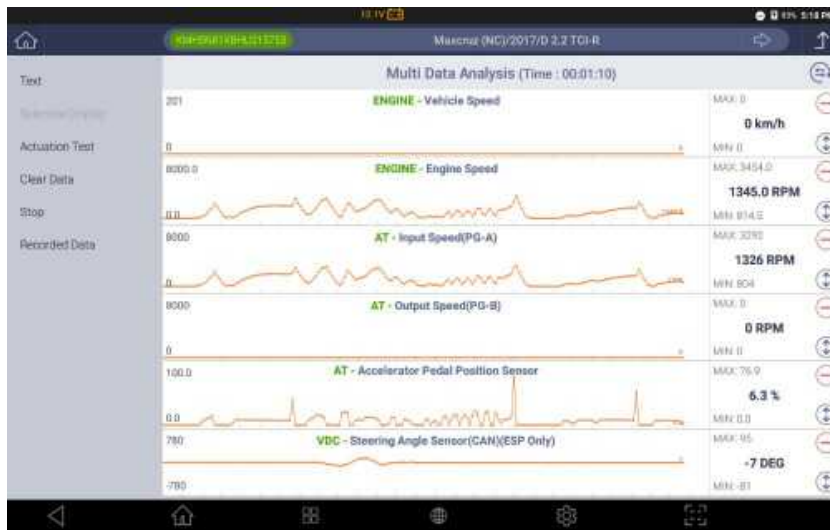 5:18 PM
(NC)/2017/D 2.2 TCI-R
Multi Data Analysis (Time : 00:01:10)
Text
Actuation Test
Clear Data
Stop
Recorded Data
201
ENGINE - Vehicle Speed
MAX: 0
0 km/h
0
MIN: 0
8000.0
ENGINE - Engine Speed
MAX: 3454.0
1345.0 RPM
0.0
MIN: 814.5
8000
AT - Input Speed(PG-A)
1326 RPM
0
MIN: 804
8000
AT - Output Speed(PG-B)
MAX: 0
0 RPM
0
MIN: 0
100.0
AT - Accelerator Pedal Position Sensor
MAX: 76.9
6.3 %
0.0
MIN: 0.0
780
VDC - Steering Angle Sensor(CAN)(ESP Only)
MAX: 95
-7 DEG
-780
MIN: -81